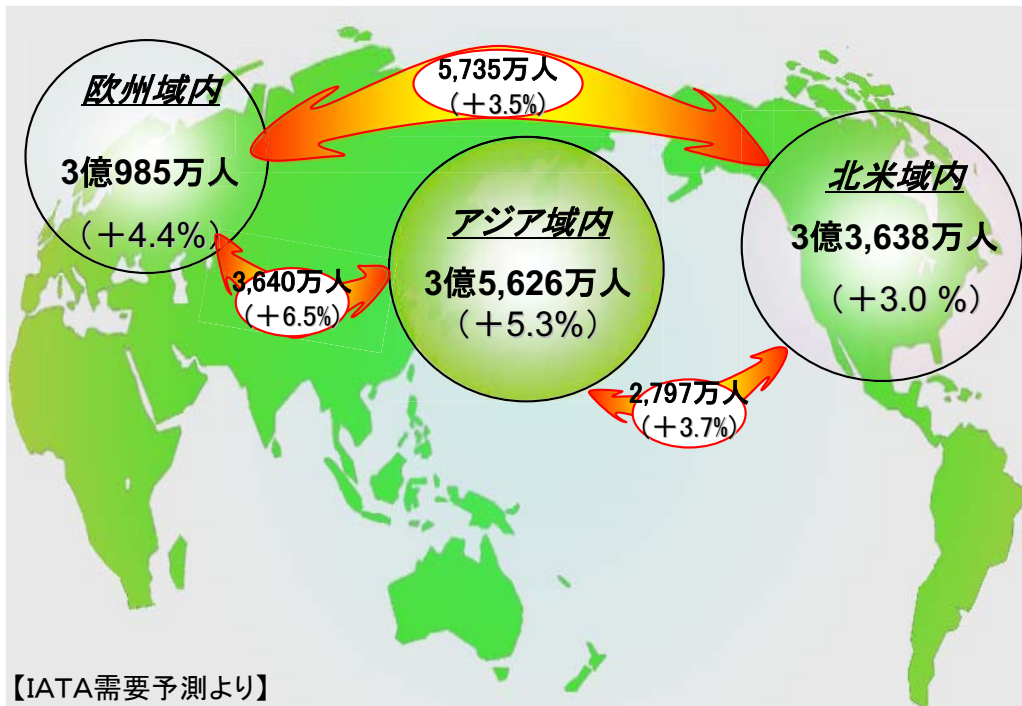 欧州域内
3億985万人
(+4.4%)
5,735万人
(+3.5%)
北米域内
3億3,638万人
(+3.0 %)
アジア域内
3億5,626万人
(+5.3%)
3,640万人
(+6.5%)
2,797万人
(+3.7%)
【IATA需要予測より】